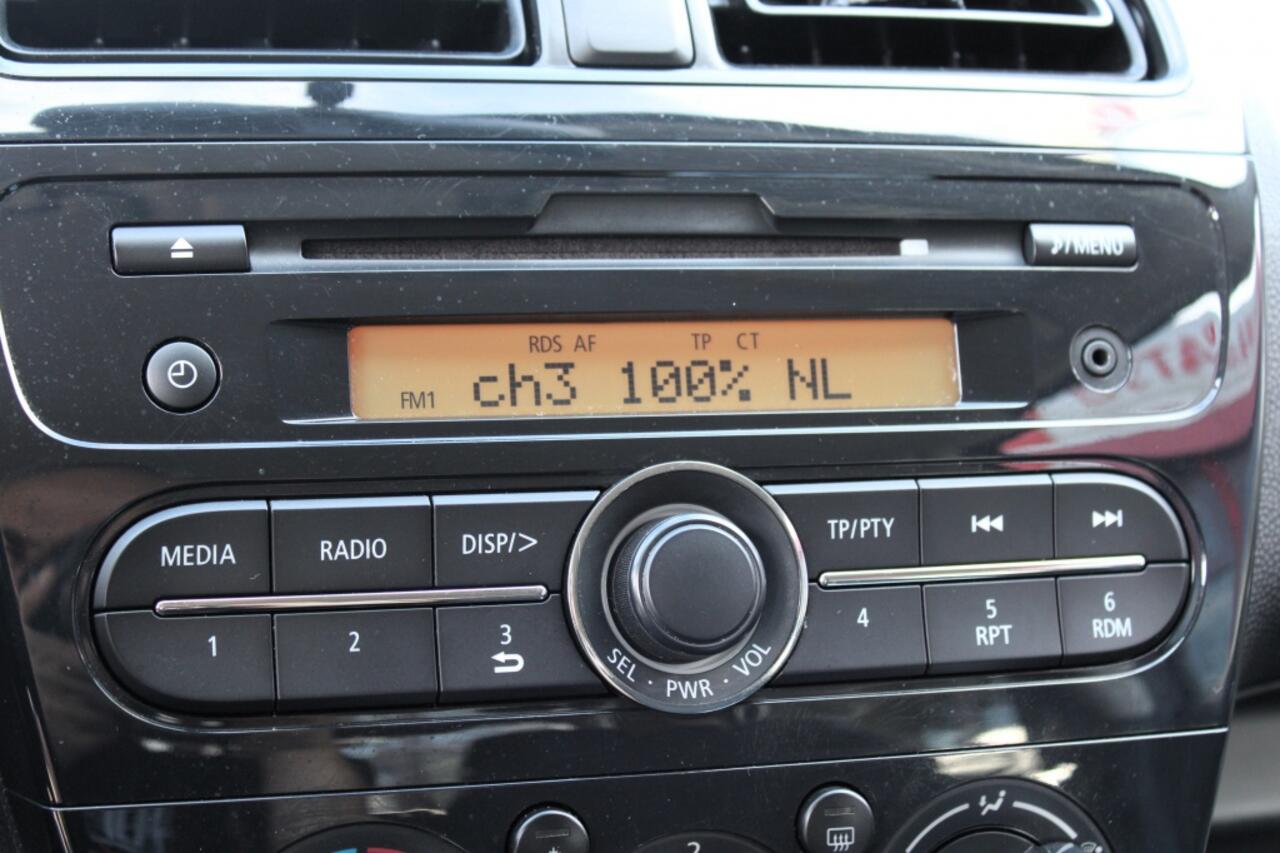 ♪/MENU
RDS AF TP CT
FM1 ch3 100% NL
MEDIA RADIO DISP/> TP/PTY
1 2 3 4 5 6
RPT RDM
SEL · PWR · VOL